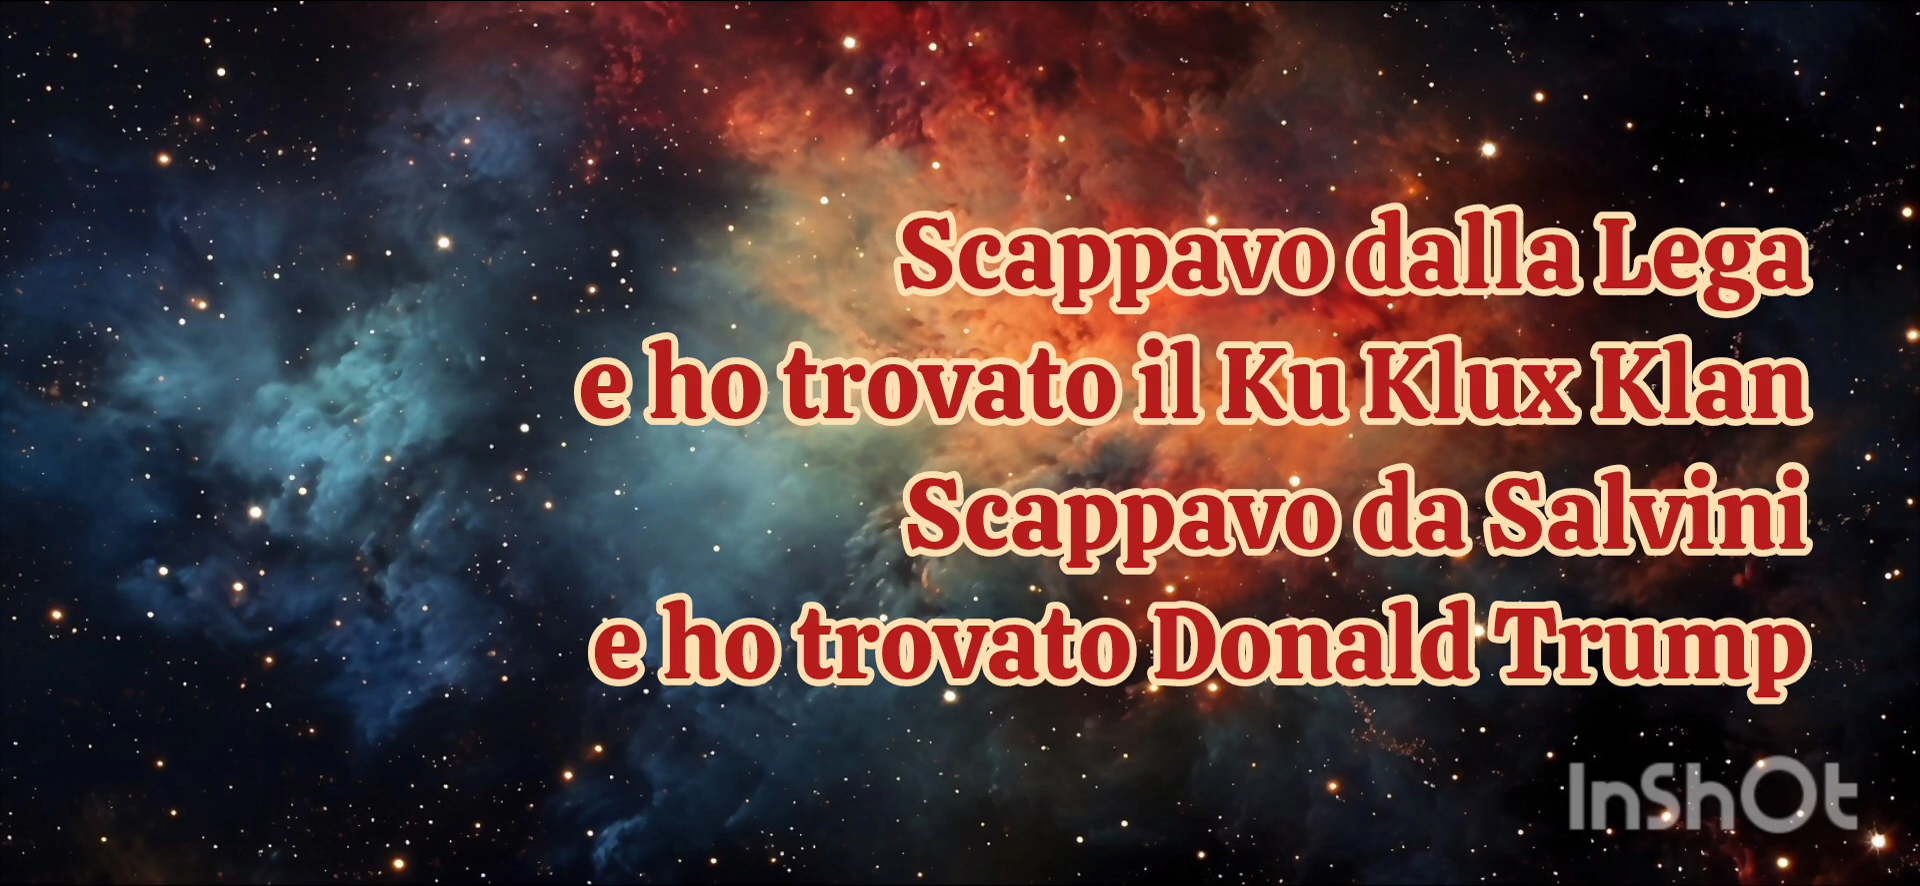 Scappavo dalla Lega
e ho trovato il Ku Klux Klan
Scappavo da Salvini
e ho trovato Donald Trump
InShOt